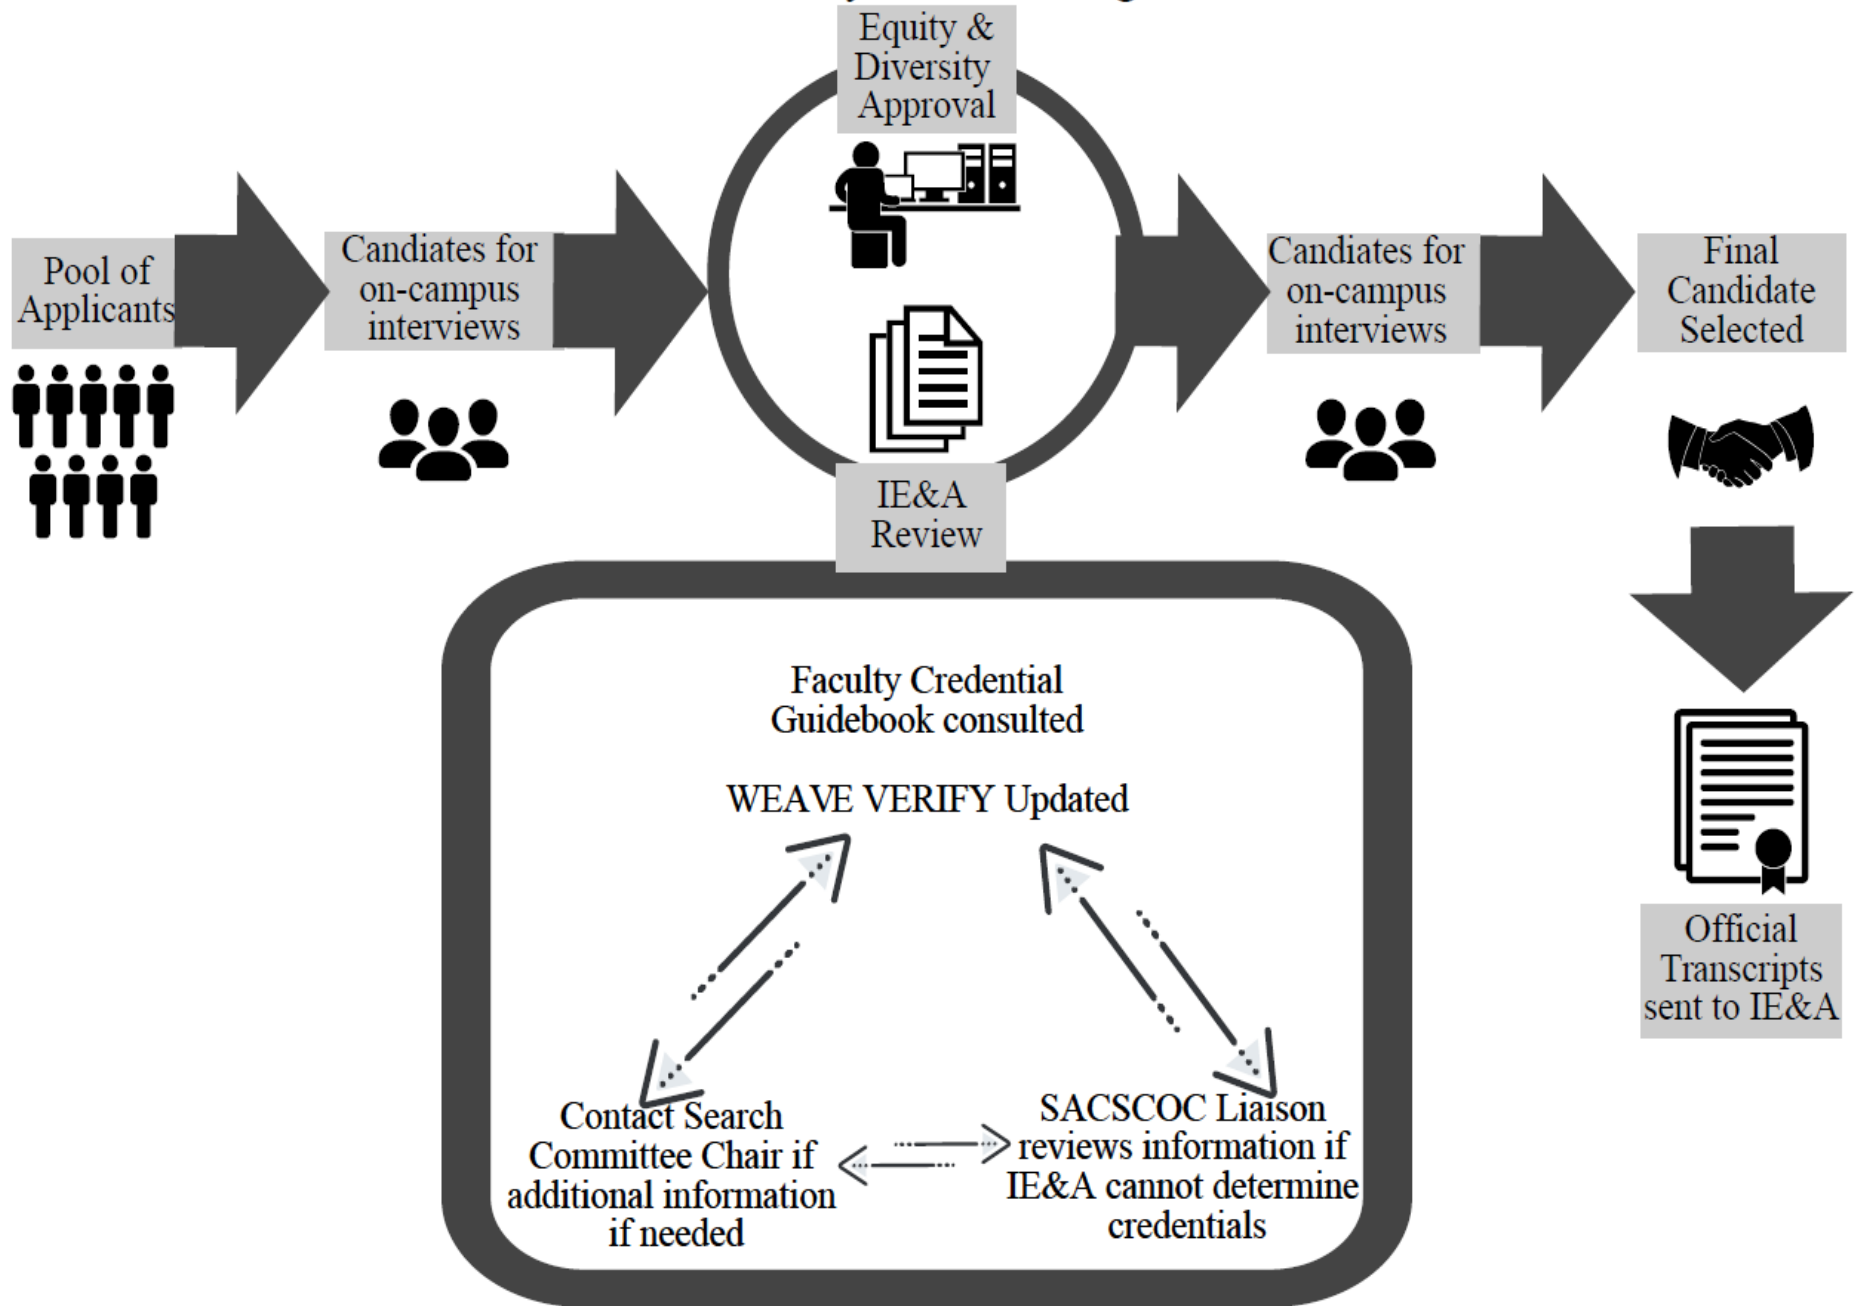 Equity &
Diversity
Approval
Pool of
Applicants
Candiates for
on-campus
interviews
Candiates for
on-campus
interviews
Final
Candidate
Selected
IE&A
Review
Faculty Credential
Guidebook consulted
WEAVE VERIFY Updated
Contact Search
Committee Chair if
additional information
if needed
SACSCOC Liaison
reviews information if
IE&A cannot determine
credentials
Official
Transcripts
sent to IE&A